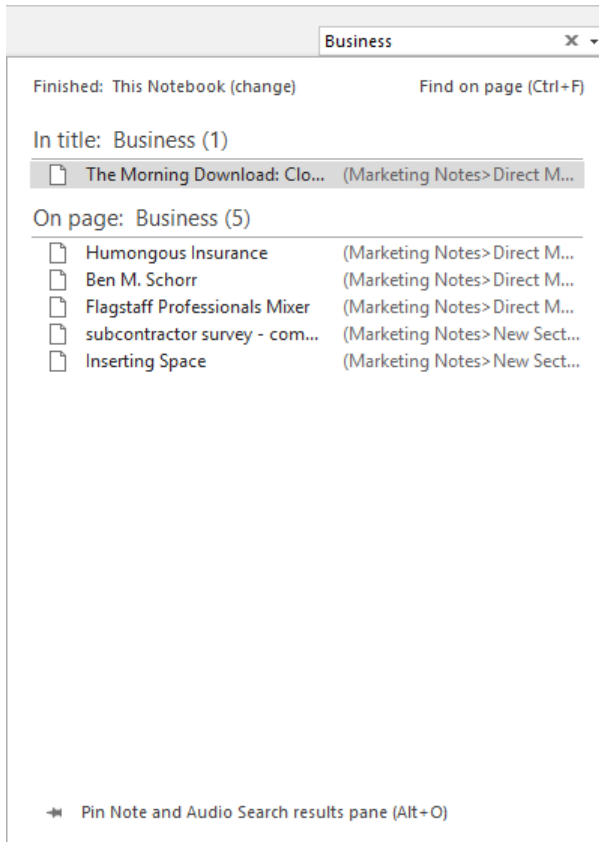 Business
Finished: This Notebook (change) Find on page (Ctrl+F)
In title: Business (1)
The Morning Download: Clo... (Marketing Notes>Direct M...
On page: Business (5)
Humongous Insurance (Marketing Notes>Direct M...
Ben M. Schorr (Marketing Notes>Direct M...
Flagstaff Professionals Mixer (Marketing Notes>Direct M...
subcontractor survey - com... (Marketing Notes>New Sect...
Inserting Space (Marketing Notes>New Sect...
Pin Note and Audio Search results pane (Alt+O)